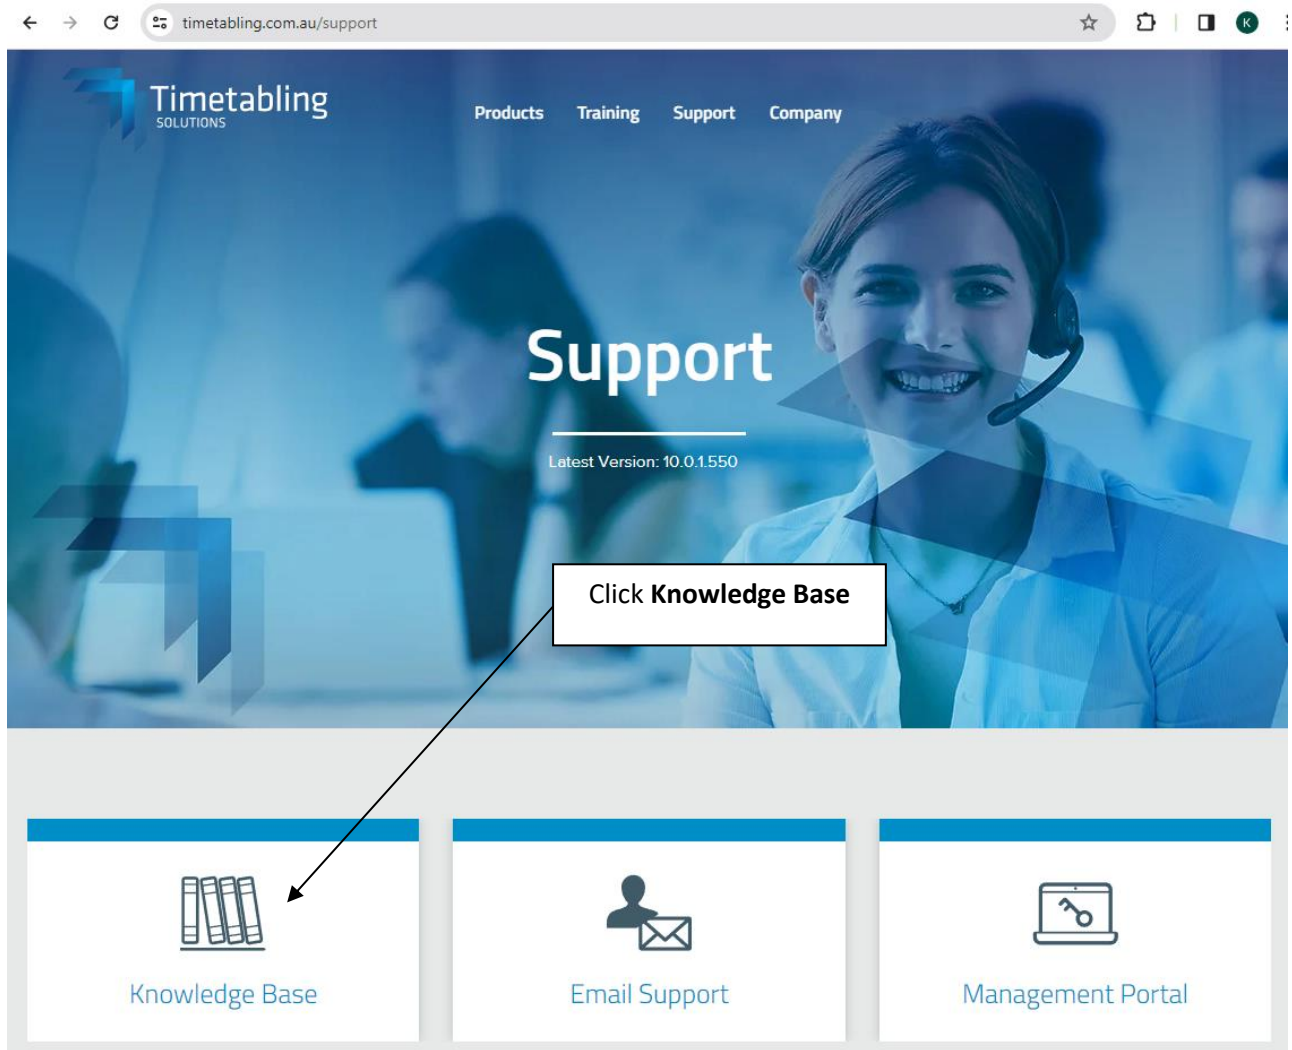 timetabling.com.au/support
K
Timetabling
SOLUTIONS
Products Training Support Company
Support
Latest Version: 10.0.1.550
Click Knowledge Base
Knowledge Base
Email Support
Management Portal